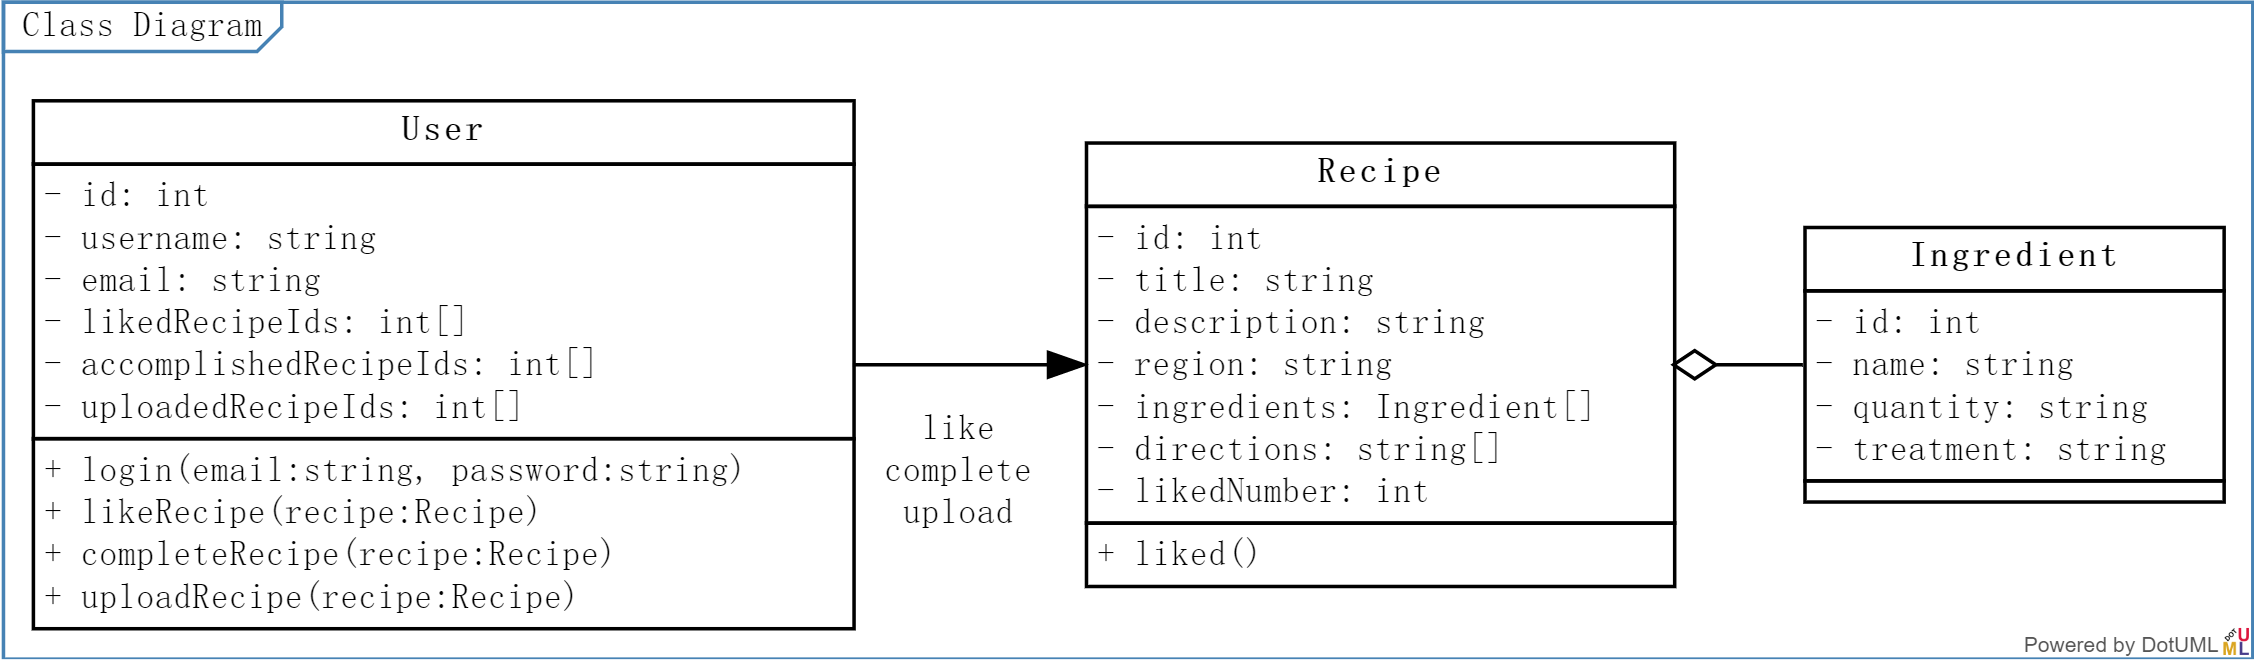 Class Diagram
User
- id: int
- username: string
- email: string
- likedRecipeIds: int[]
- accomplishedRecipeIds: int[]
- uploadedRecipeIds: int[]
+ login(email:string, password:string)
+ likeRecipe(recipe:Recipe)
+ completeRecipe(recipe:Recipe)
+ uploadRecipe(recipe:Recipe)
like
complete
upload
Recipe
- id: int
- title: string
- description: string
- region: string
- ingredients: Ingredient[]
- directions: string[]
- likedNumber: int
+ liked()
Ingredient
- id: int
- name: string
- quantity: string
- treatment: string
Powered by DotUML
DOT U
ML